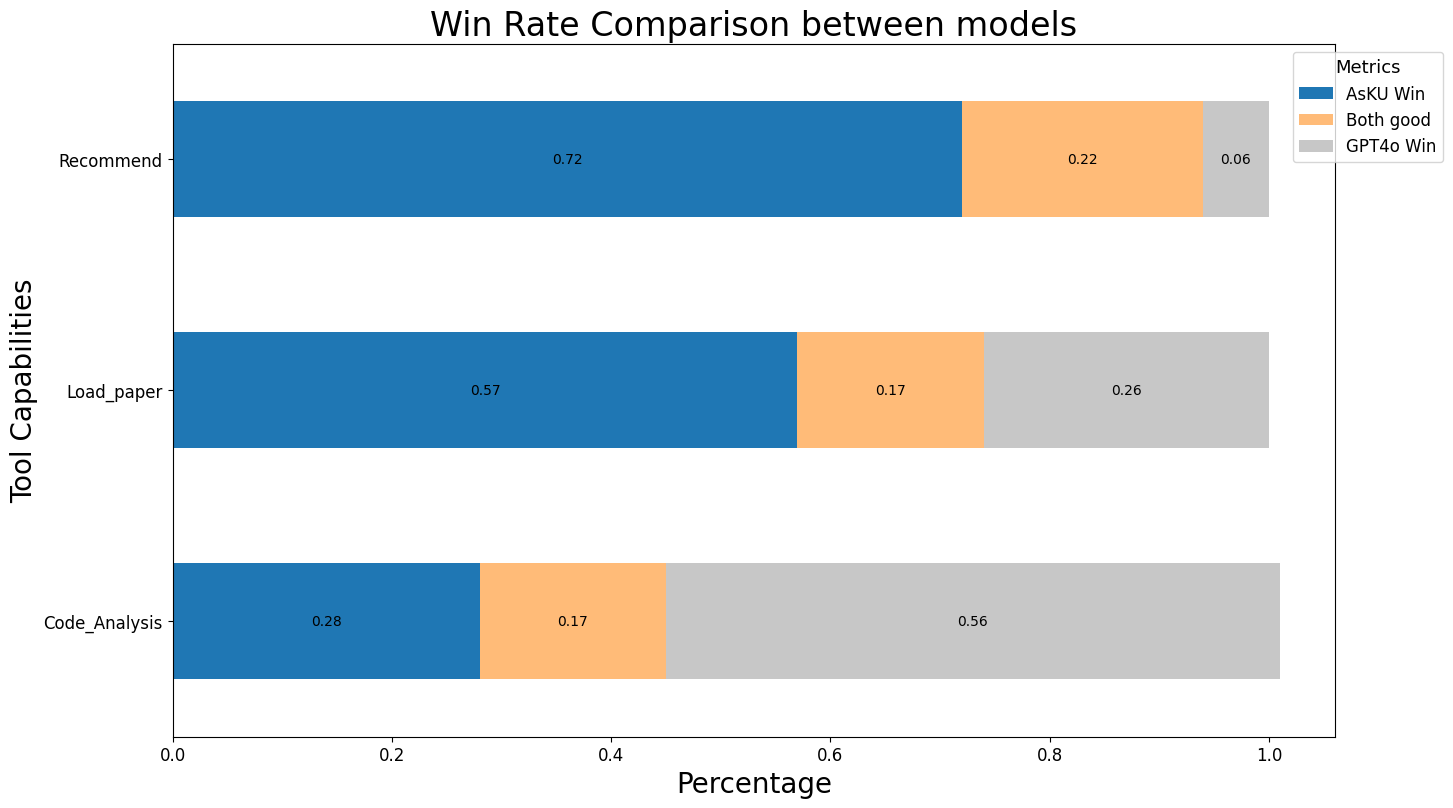 Win Rate Comparison between models
Metrics
AsKU Win
Both good
GPT4o Win
Tool Capabilities
Recommend
0.72
0.22
0.06
Load_paper
0.57
0.17
0.26
Code_Analysis
0.28
0.17
0.56
0.0
0.2
0.4
0.6
0.8
1.0
Percentage